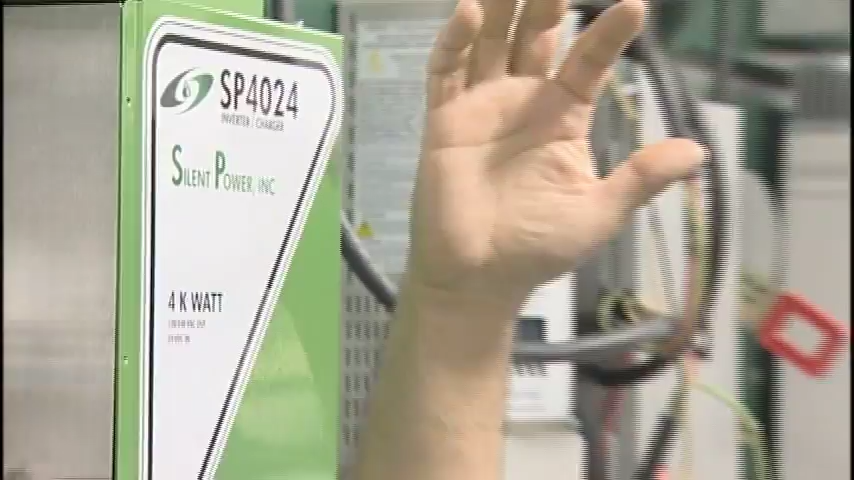 SP4024
INVERTER / CHARGER
SILENT POWER, INC
4 K WATT